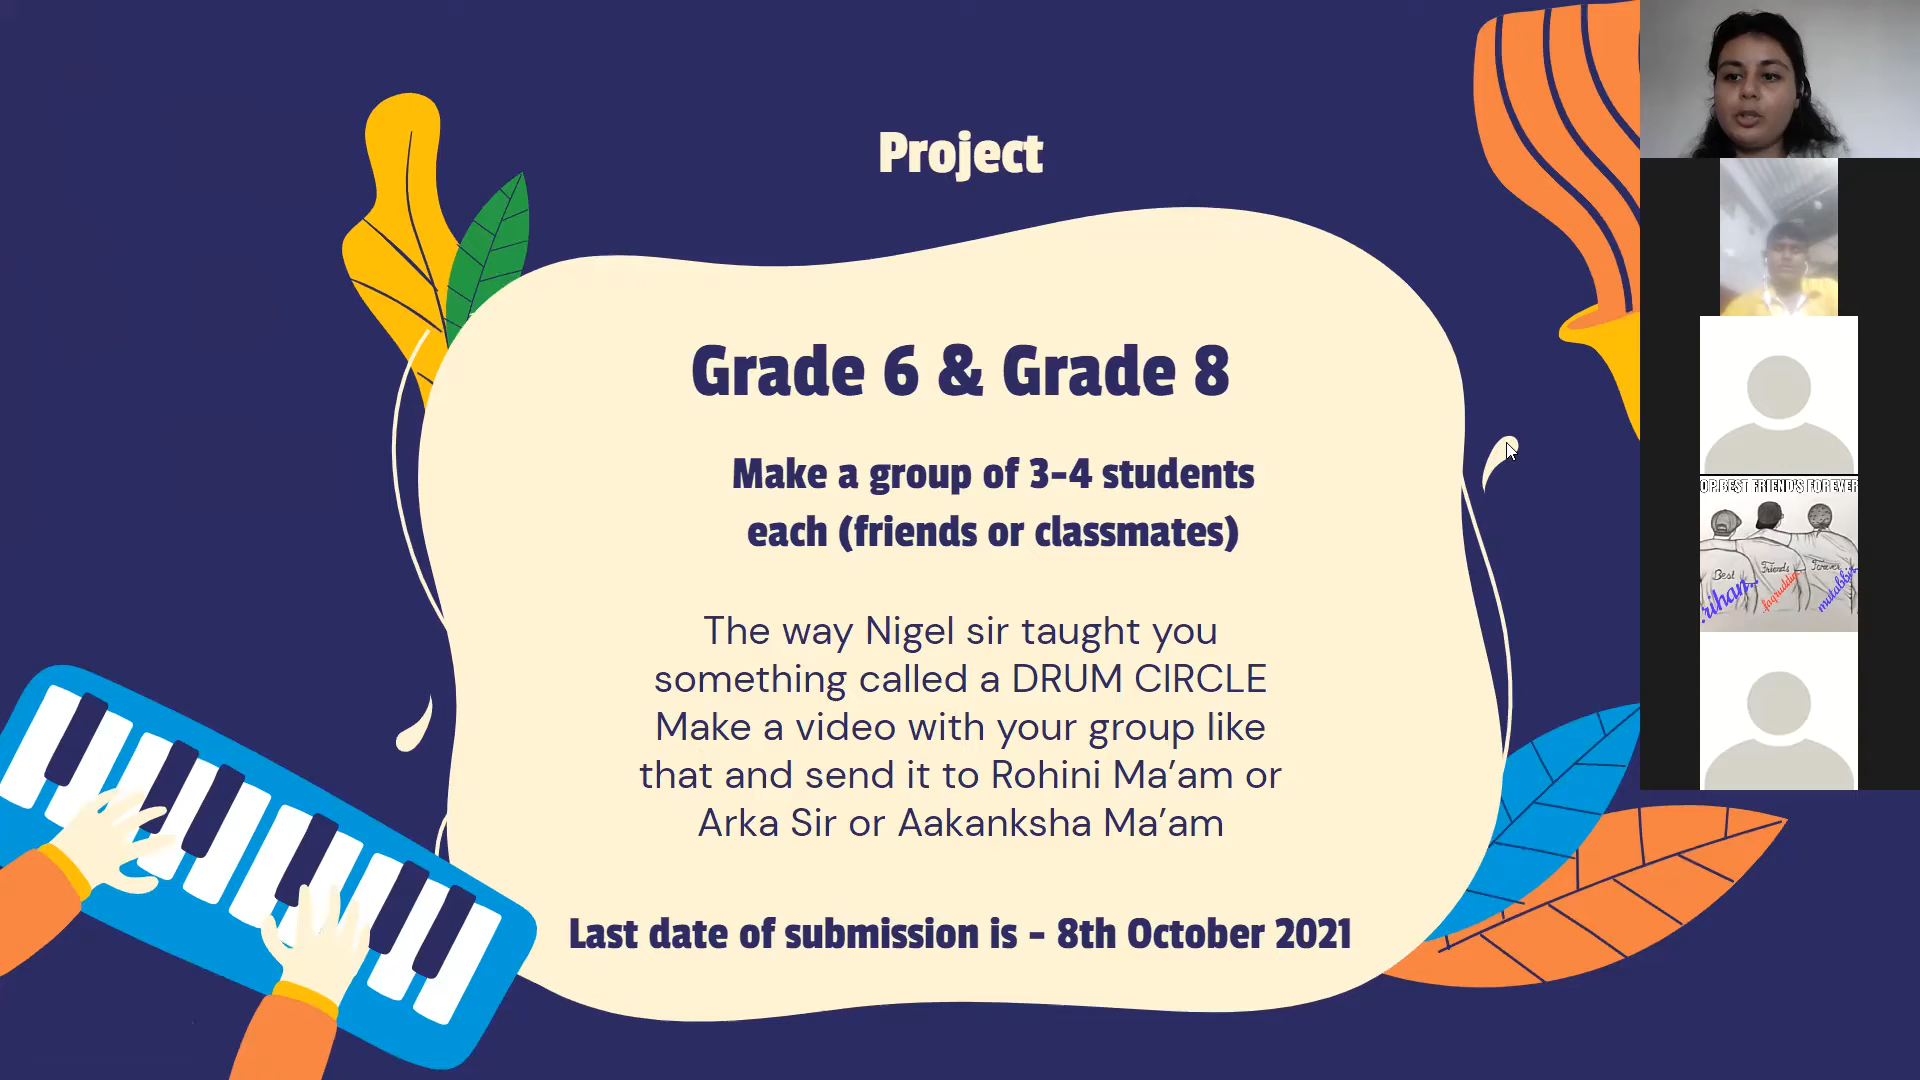 Project
Grade 6 & Grade 8
Make a group of 3-4 students
each (friends or classmates)
The way Nigel sir taught you
something called a DRUM CIRCLE
Make a video with your group like
that and send it to Rohini Ma’am or
Arka Sir or Aakanksha Ma’am
Last date of submission is - 8th October 2021
BEST FRIEND'S FOREVER
Best Friends Forever
rihan... faqruddin...